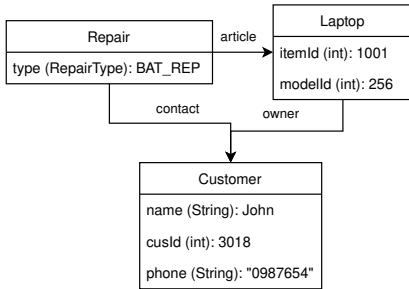 Repair
type (RepairType): BAT_REP
article
Laptop
itemId (int): 1001
modelId (int): 256
contact
owner
Customer
name (String): John
cusId (int): 3018
phone (String): "0987654"